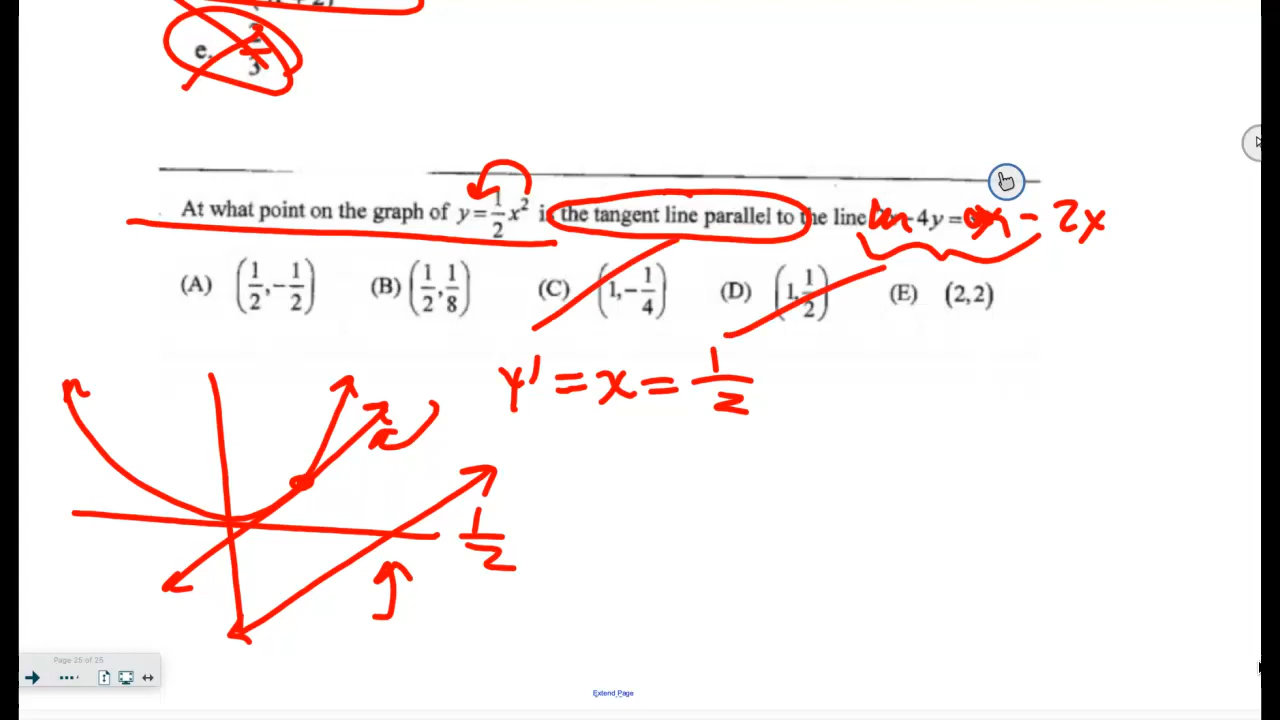 e. 2/3
At what point on the graph of y = 1/2 x² is the tangent line parallel to the line - 4y = - 2x
(A) (1/2, -1/2) (B) (1/2, 1/8) (C) (1, -1/4) (D) (1, 1/2) (E) (2, 2)
y' = x = 1/2
1/2
Page 25 of 25
Extend Page